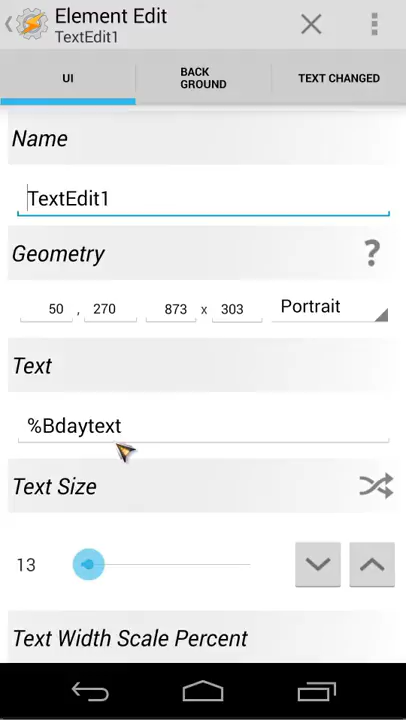 Element Edit
TextEdit1
UI
BACK
GROUND
TEXT CHANGED
Name
TextEdit1
Geometry
?
50 , 270 873 x 303 Portrait
Text
%Bdaytext
Text Size
13
Text Width Scale Percent